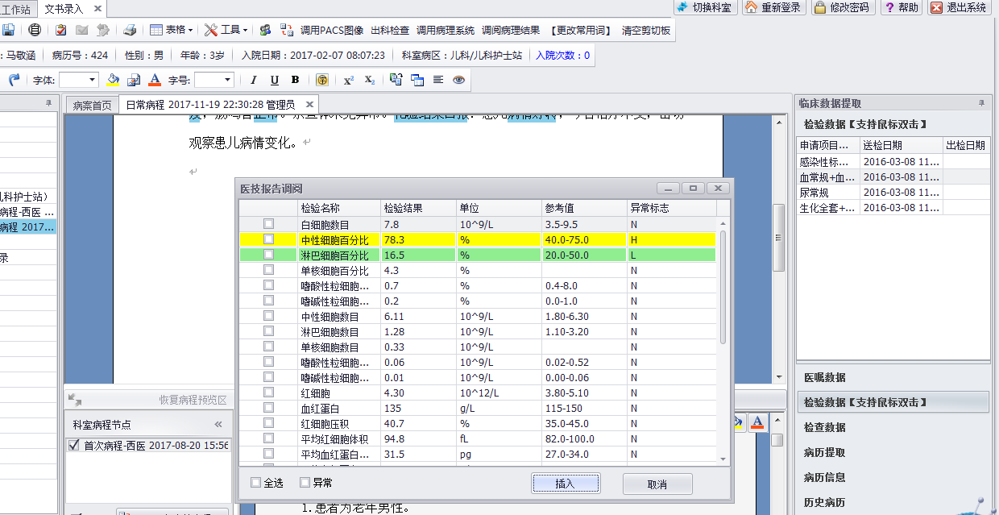 工作站 文书录入 切换科室 重新登录 修改密码 ? 帮助 退出系统
表格 工具 调用PACS图像 出科检查 【调用病理系统 调阅病理结果 【更改常用词】 清空剪切板
: 马敬涵 病历号: 424 性别: 男 年龄: 3岁 入院日期: 2017-02-07 08:07:23 科室病区: 儿科/儿科护士站 入院次数: 0
字体: 字号: I U B X² X₂
病案首页 日常病程 2017-11-19 22:30:28 管理员
观察患儿病情变化。
儿科护士站）
病程-西医 ...
病程 2017...
录
医技报告调阅
检验名称 检验结果 单位 参考值 异常标志
白细胞数目 7.8 10^9/L 3.5-9.5 N
中性细胞百分比 78.3 % 40.0-75.0 H
淋巴细胞百分比 16.5 % 20.0-50.0 L
单核细胞百分比 4.3 % N
嗜酸性粒细胞... 0.7 % 0.4-8.0 N
嗜碱性粒细胞... 0.2 % 0.0-1.0 N
中性细胞数目 6.11 10^9/L 1.80-6.30 N
淋巴细胞数目 1.28 10^9/L 1.10-3.20 N
单核细胞数目 0.33 10^9/L N
嗜酸性粒细胞... 0.06 10^9/L 0.02-0.52 N
嗜碱性粒细胞... 0.01 10^9/L 0.00-0.06 N
红细胞 4.30 10^12/L 3.80-5.10 N
血红蛋白 135 g/L 115-150 N
红细胞压积 40.7 % 35.0-45.0 N
平均红细胞体积 94.8 fL 82.0-100.0 N
平均血红蛋白... 31.5 pg 27.0-34.0 N
全选 异常 插入 取消
恢复病程预览区
科室病程节点 «
首次病程-西医 2017-08-20 15:56
1.患者为老年男性。
临床数据提取
检验数据【支持鼠标双击】
申请项目... 送检日期 出检日期
感染性标... 2016-03-08 11...
血常规+血... 2016-03-08 11...
尿常规 2016-03-08 11...
生化全套+... 2016-03-08 11...
医嘱数据
检验数据【支持鼠标双击】
检查数据
病历提取
病历信息
历史病历